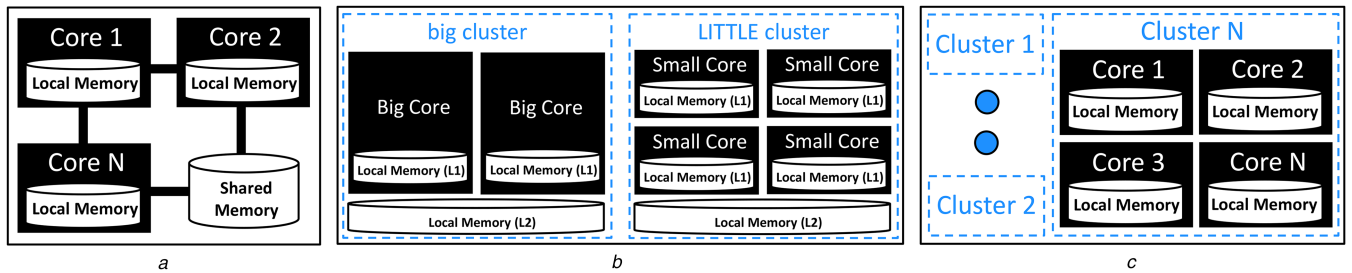 Core 1
Local Memory
Core 2
Local Memory
Core N
Local Memory
Shared
Memory
a
big cluster
Big Core
Local Memory (L1)
Big Core
Local Memory (L1)
Local Memory (L2)
LITTLE cluster
Small Core
Local Memory (L1)
Small Core
Local Memory (L1)
Small Core
Local Memory (L1)
Small Core
Local Memory (L1)
Local Memory (L2)
b
Cluster 1
Cluster 2
Cluster N
Core 1
Local
Memory
Core 2
Local
Memory
Core 3
Local
Memory
Core N
Local
Memory
c